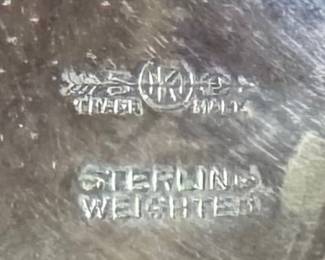 K
TRADE MARK
STERLING
WEIGHTED